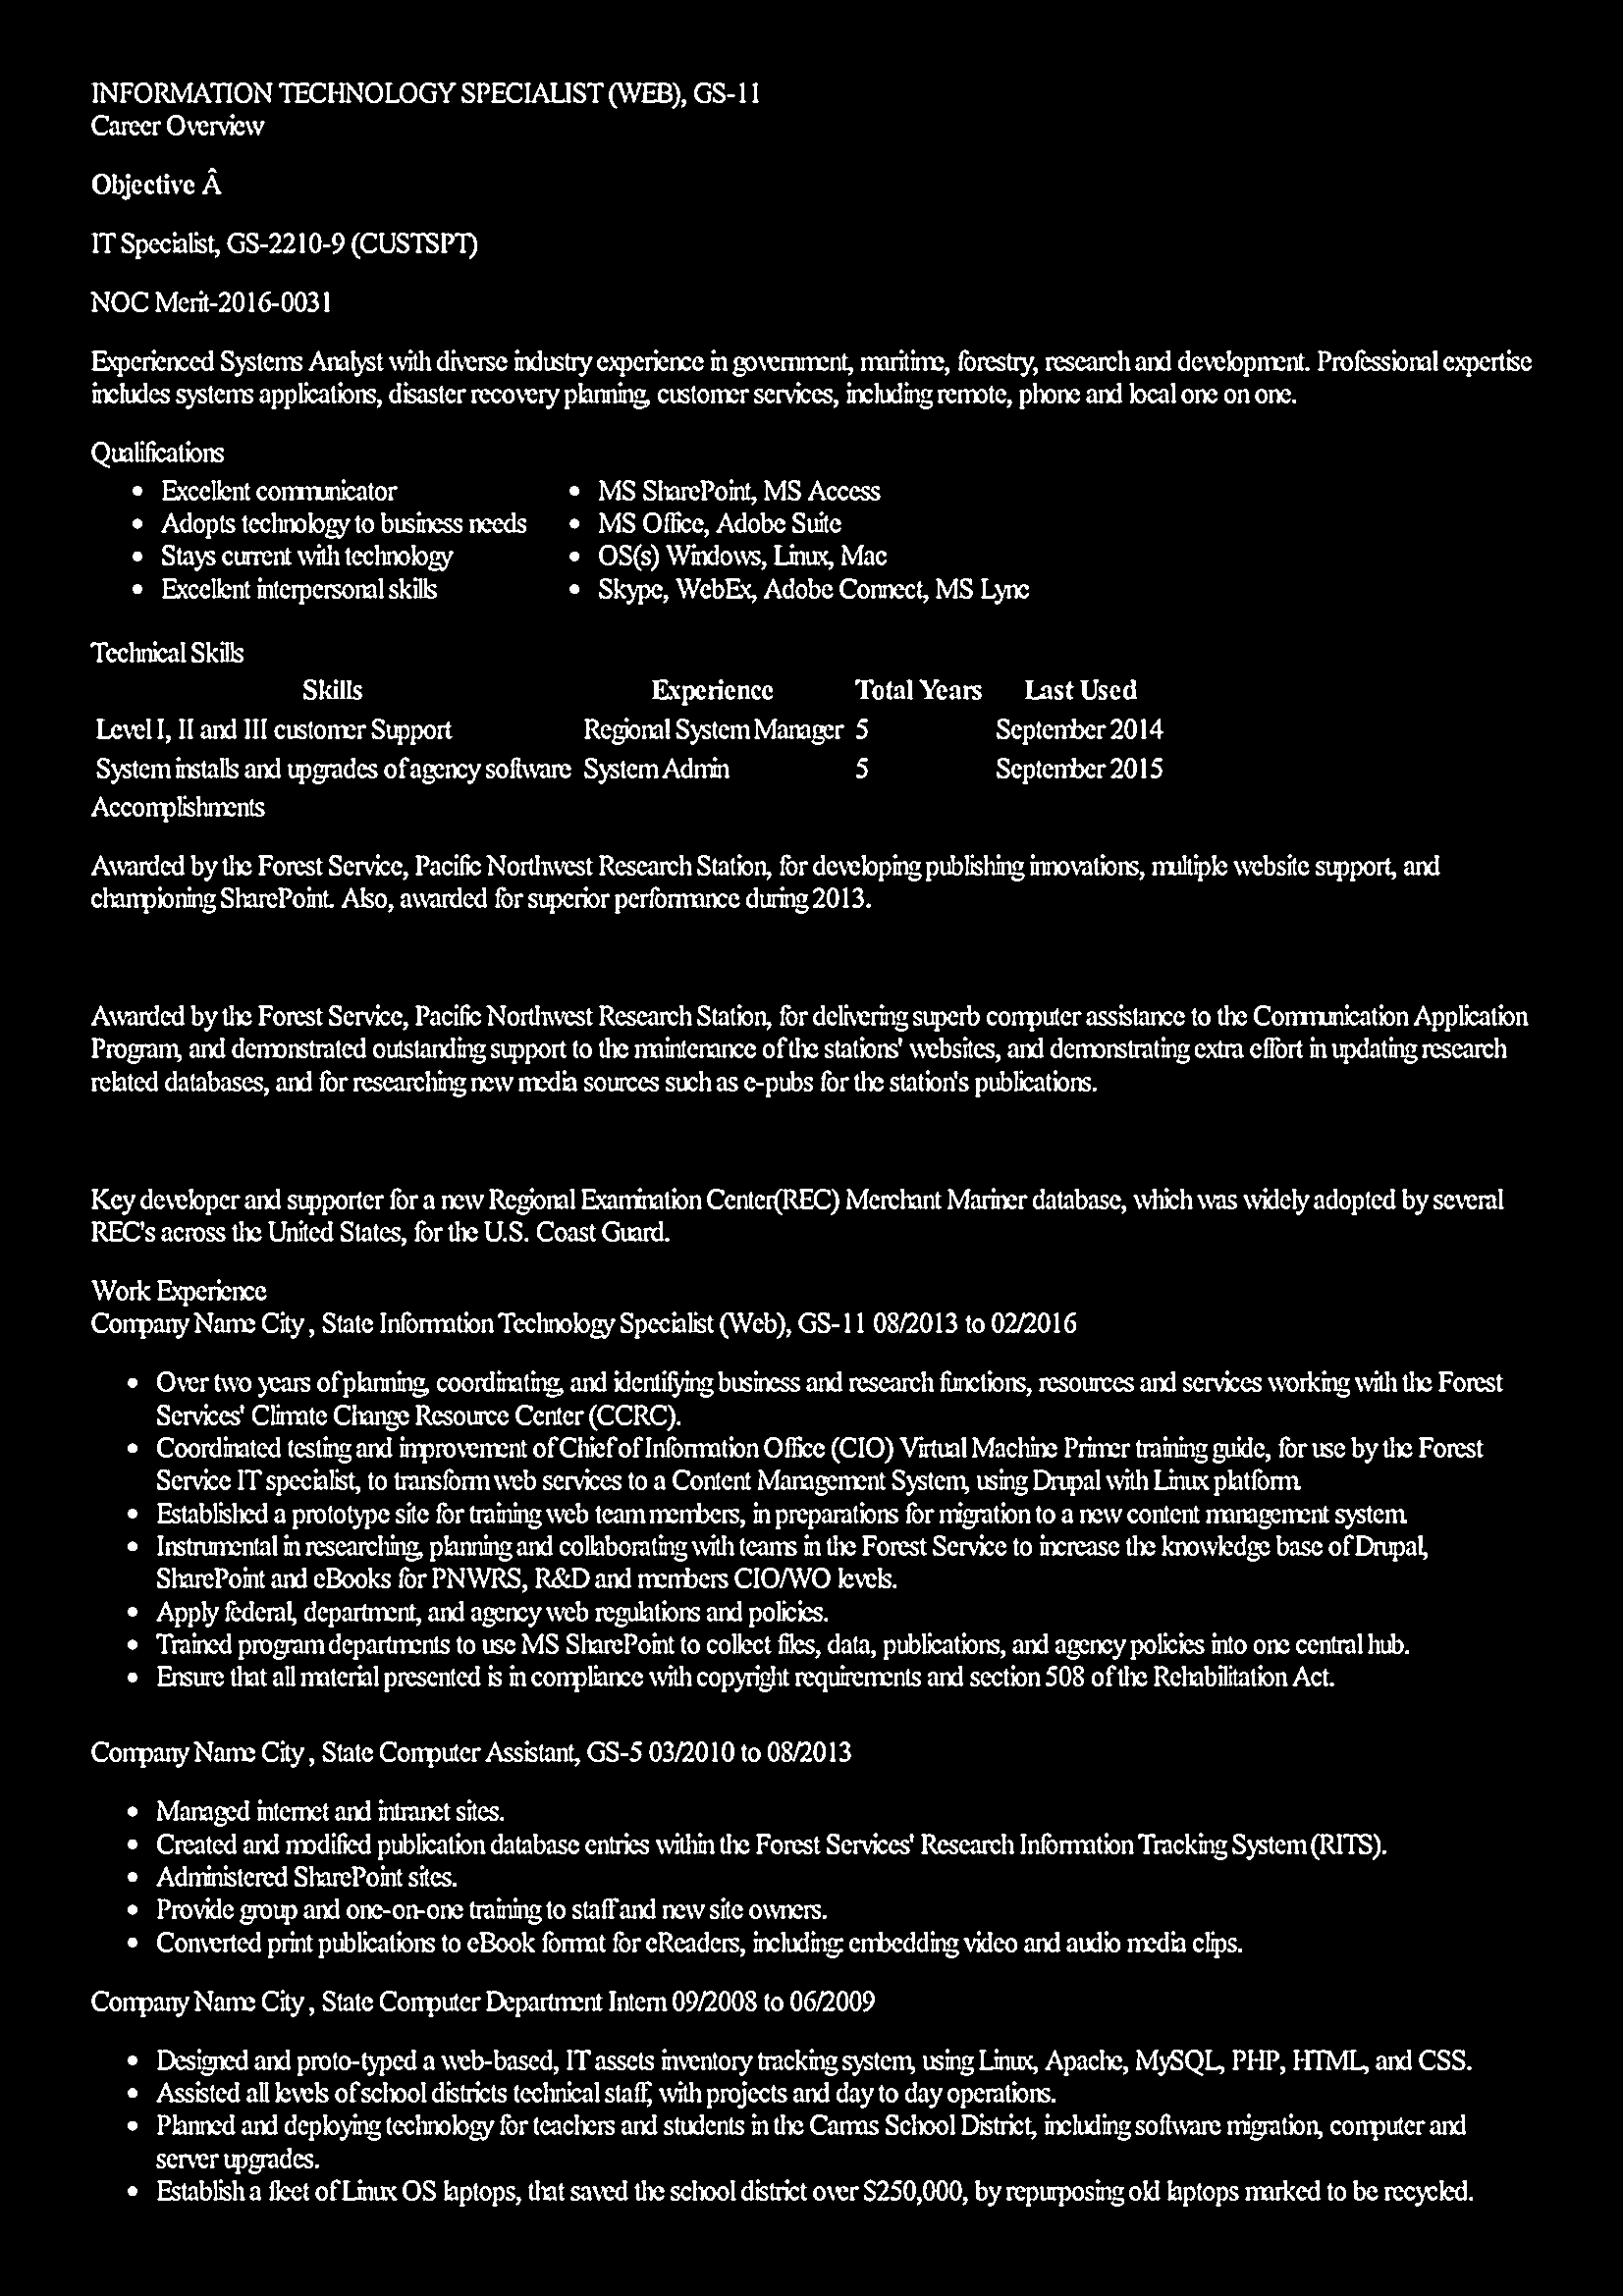 INFORMATION TECHNOLOGY SPECIALIST (WEB), GS-11
Career Overview
Objective Â
IT Specialist, GS-2210-9 (CUSTSPT)
NOC Merit-2016-0031
Experienced Systems Analyst with diverse industry experience in government, maritime, forestry, research and development. Professional expertise
includes systems applications, disaster recovery planning, customer services, including remote, phone and local one on one.
Qualifications
• Excellent communicator
• Adopts technology to business needs
• Stays current with technology
• Excellent interpersonal skills
• MS SharePoint, MS Access
• MS Office, Adobe Suite
• OS(s) Windows, Linux, Mac
• Skype, WebEx, Adobe Connect, MS Lync
Technical Skills
Skills Experience Total Years Last Used
Level I, II and III customer Support Regional System Manager 5 September 2014
System installs and upgrades of agency software System Admin 5 September 2015
Accomplishments
Awarded by the Forest Service, Pacific Northwest Research Station, for developing publishing innovations, multiple website support, and
championing SharePoint. Also, awarded for superior performance during 2013.
Awarded by the Forest Service, Pacific Northwest Research Station, for delivering superb computer assistance to the Communication Application
Program, and demonstrated outstanding support to the maintenance of the stations' websites, and demonstrating extra effort in updating research
related databases, and for researching new media sources such as e-pubs for the station's publications.
Key developer and supporter for a new Regional Examination Center(REC) Merchant Mariner database, which was widely adopted by several
REC's across the United States, for the U.S. Coast Guard.
Work Experience
Company Name City , State Information Technology Specialist (Web), GS-11 08/2013 to 02/2016
• Over two years of planning, coordinating, and identifying business and research functions, resources and services working with the Forest
Services' Climate Change Resource Center (CCRC).
• Coordinated testing and improvement of Chief of Information Office (CIO) Virtual Machine Primer training guide, for use by the Forest
Service IT specialist, to transform web services to a Content Management System, using Drupal with Linux platform.
• Established a prototype site for training web team members, in preparations for migration to a new content management system.
• Instrumental in researching, planning and collaborating with teams in the Forest Service to increase the knowledge base of Drupal,
SharePoint and eBooks for PNWRS, R&D and members CIO/WO levels.
• Apply federal, department, and agency web regulations and policies.
• Trained program departments to use MS SharePoint to collect files, data, publications, and agency policies into one central hub.
• Ensure that all material presented is in compliance with copyright requirements and section 508 of the Rehabilitation Act.
Company Name City , State Computer Assistant, GS-5 03/2010 to 08/2013
• Managed internet and intranet sites.
• Created and modified publication database entries within the Forest Services' Research Information Tracking System (RITS).
• Administered SharePoint sites.
• Provide group and one-on-one training to staff and new site owners.
• Converted print publications to eBook format for eReaders, including: embedding video and audio media clips.
Company Name City , State Computer Department Intern 09/2008 to 06/2009
• Designed and proto-typed a web-based, IT assets inventory tracking system, using Linux, Apache, MySQL, PHP, HTML, and CSS.
• Assisted all levels of school districts technical staff, with projects and day to day operations.
• Planned and deploying technology for teachers and students in the Camas School District, including software migration, computer and
server upgrades.
• Establish a fleet of Linux OS laptops, that saved the school district over $250,000, by repurposing old laptops marked to be recycled.